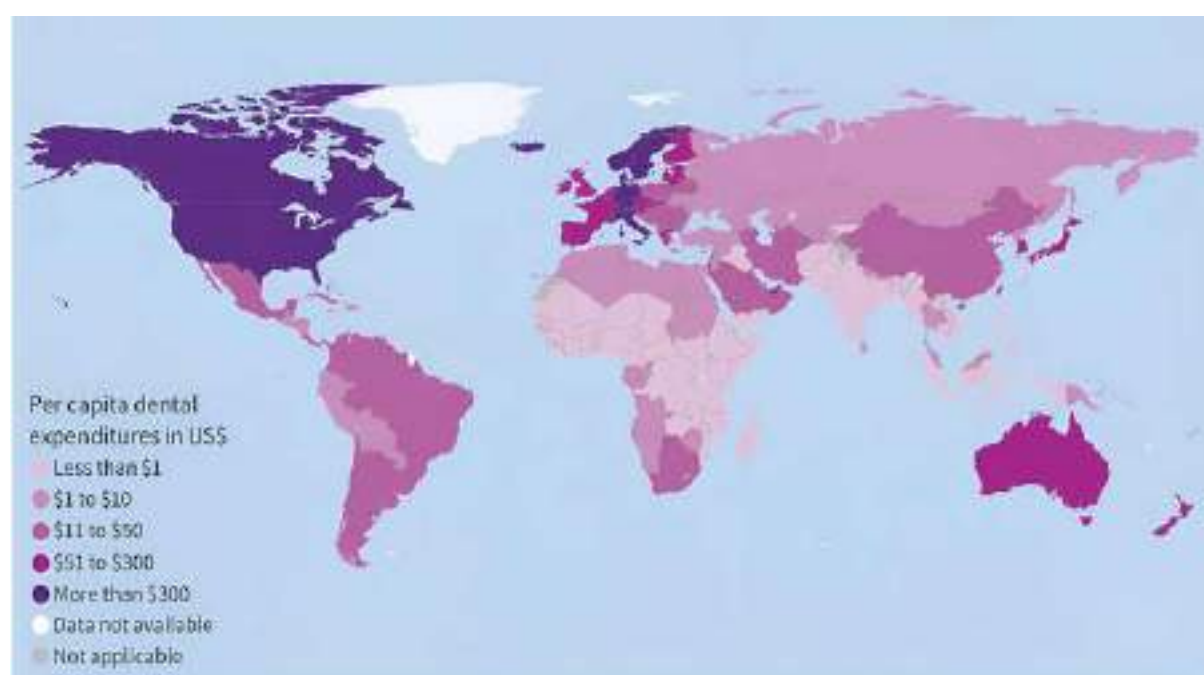 Per capita dental
expenditures in US$
Less than $1
$1 to $10
$11 to $50
$51 to $300
More than $300
Data not available
Not applicable